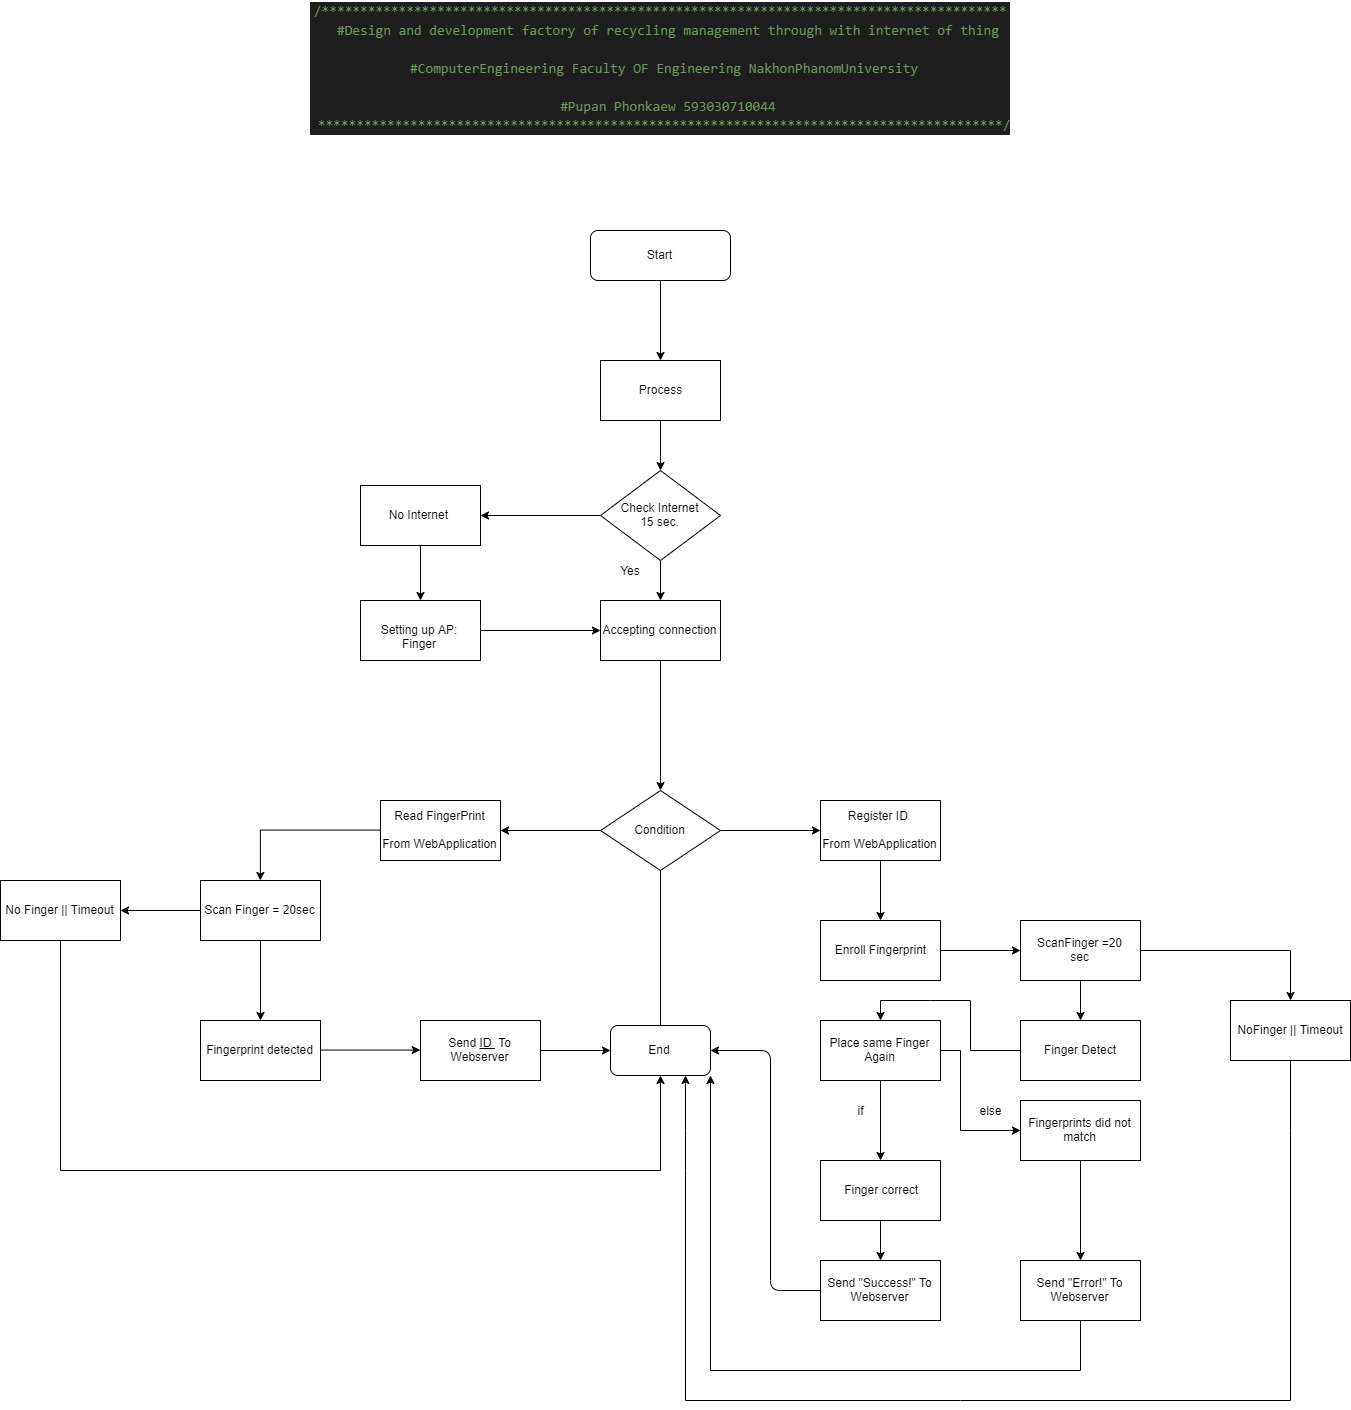 /*****************************************************************************************
#Design and development factory of recycling management through with internet of thing
#ComputerEngineering Faculty OF Engineering NakhonPhanomUniversity
#Pupan Phonkaew 593030710044
*****************************************************************************************/
Start
Process
Check Internet
15 sec.
No Internet
Yes
Setting up AP:
Finger
Accepting connection
Condition
Read FingerPrint
From WebApplication
Register ID
From WebApplication
No Finger || Timeout
Scan Finger = 20sec
Enroll Fingerprint
ScanFinger =20
sec
NoFinger || Timeout
Fingerprint detected
Send ID To
Webserver
End
Place same Finger
Again
Finger Detect
if
else
Fingerprints did not
match
Finger correct
Send "Success!" To
Webserver
Send "Error!" To
Webserver